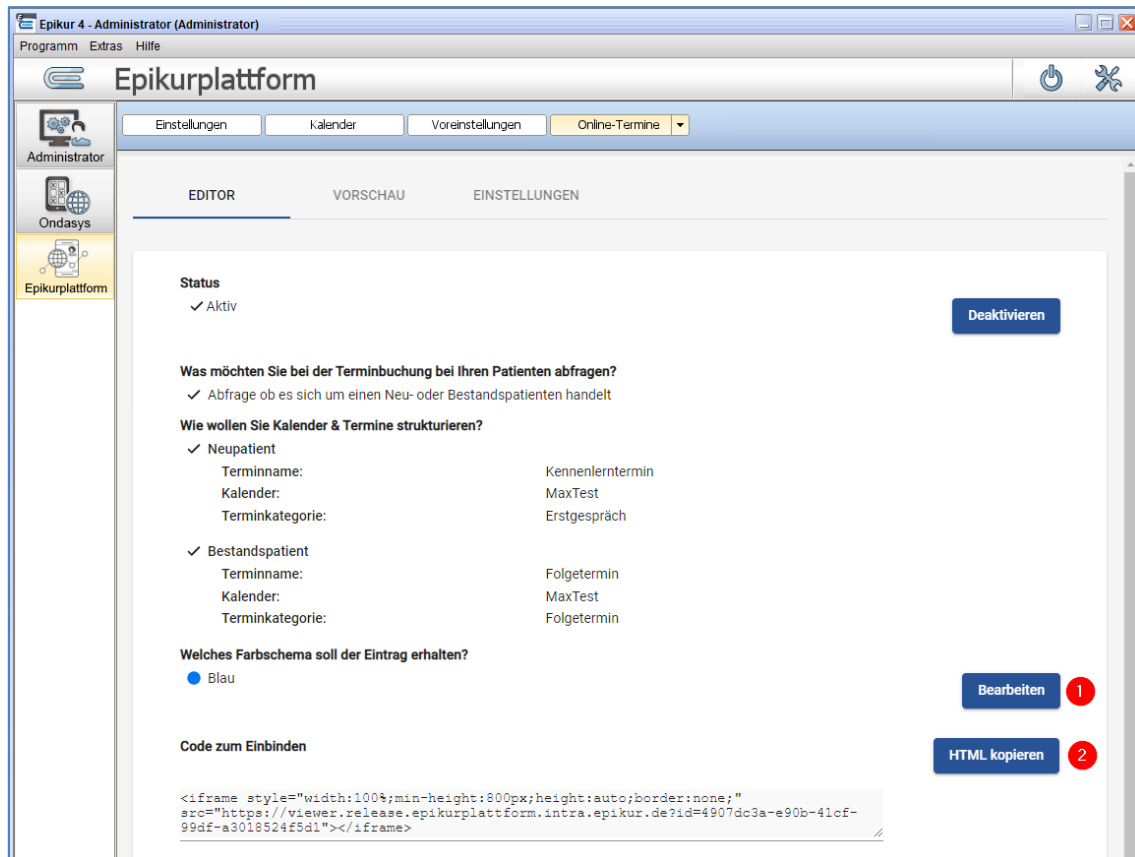 Epikur 4 - Administrator (Administrator)
Programm Extras Hilfe
Epikurplattform
Administrator
Ondasys
Epikurplattform
Einstellungen Kalender Voreinstellungen Online-Termine
EDITOR VORSCHAU EINSTELLUNGEN
Status
Aktiv
Deaktivieren
Was möchten Sie bei der Terminbuchung bei Ihren Patienten abfragen?
Abfrage ob es sich um einen Neu- oder Bestandspatienten handelt
Wie wollen Sie Kalender & Termine strukturieren?
Neupatient
Terminname: Kennenlerntermin
Kalender: MaxTest
Terminkategorie: Erstgespräch
Bestandspatient
Terminname: Folgetermin
Kalender: MaxTest
Terminkategorie: Folgetermin
Welches Farbschema soll der Eintrag erhalten?
Blau
Bearbeiten 1
Code zum Einbinden
HTML kopieren 2
<iframe style="width:100%;min-height:800px;height:auto;border:none;"
src="https://viewer.release.epikurplattform.intra.epikur.de?id=4907dc3a-e90b-41cf-
99df-a3018524f5d1"></iframe>